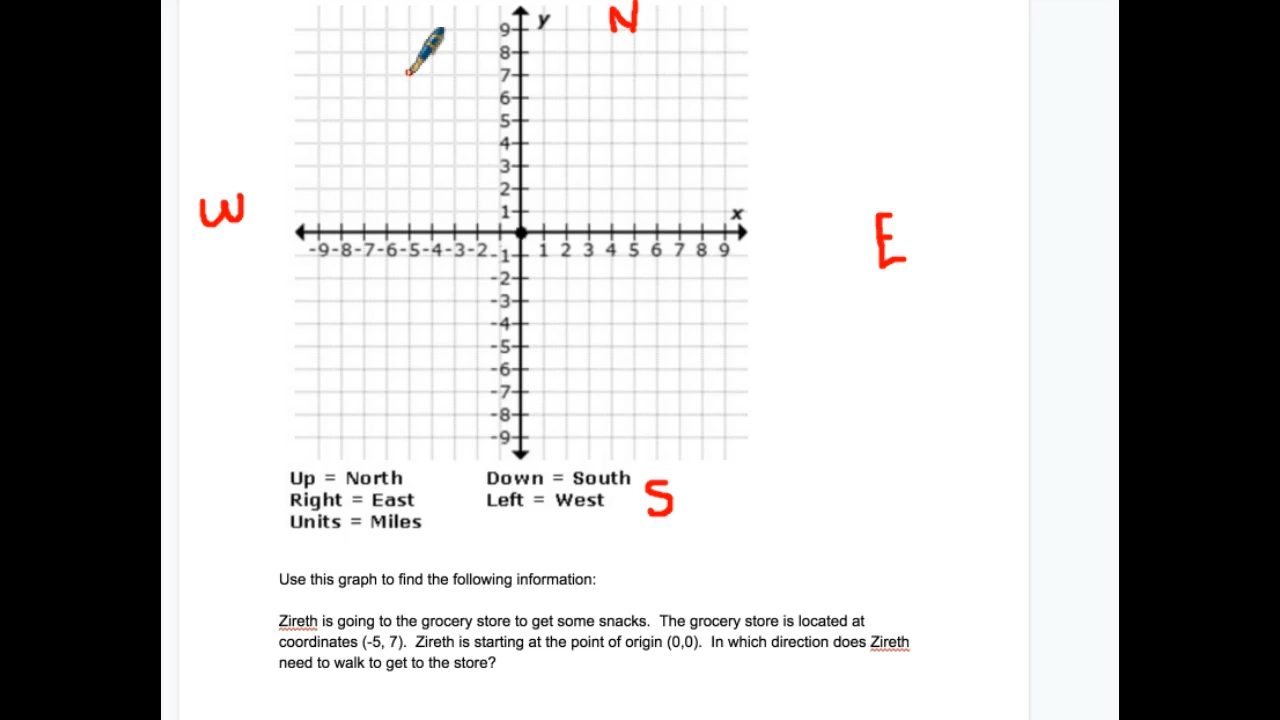 N
y
9
8
7
6
5
4
3
2
1
x
W
E
-9 -8 -7 -6 -5 -4 -3 -2 -1 1 2 3 4 5 6 7 8 9
-2
-3
-4
-5
-6
-7
-8
-9
Up = North Down = South
Right = East Left = West
S
Units = Miles
Use this graph to find the following information:
Zireth is going to the grocery store to get some snacks. The grocery store is located at
coordinates (-5, 7). Zireth is starting at the point of origin (0,0). In which direction does Zireth
need to walk to get to the store?